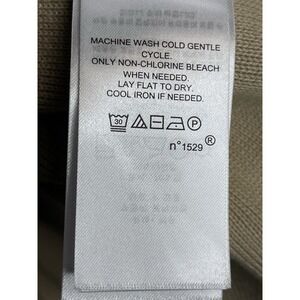 MACHINE WASH COLD GENTLE
CYCLE.
ONLY NON-CHLORINE BLEACH
WHEN NEEDED.
LAY FLAT TO DRY.
COOL IRON IF NEEDED.
30 P
n°1529®